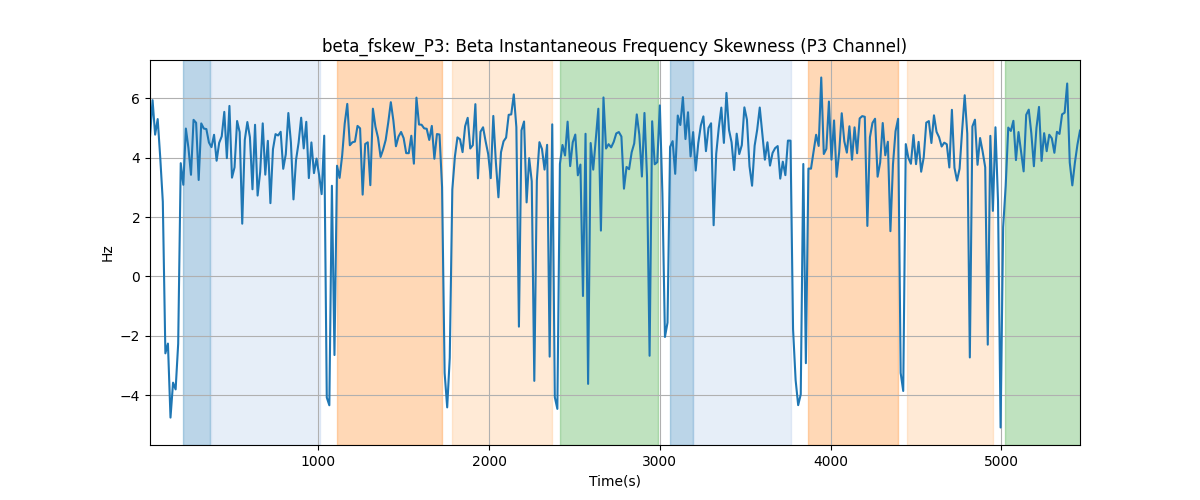 beta_fskew_P3: Beta Instantaneous Frequency Skewness (P3 Channel)
Hz
6
4
2
0
−2
−4
1000 2000 3000 4000 5000
Time(s)